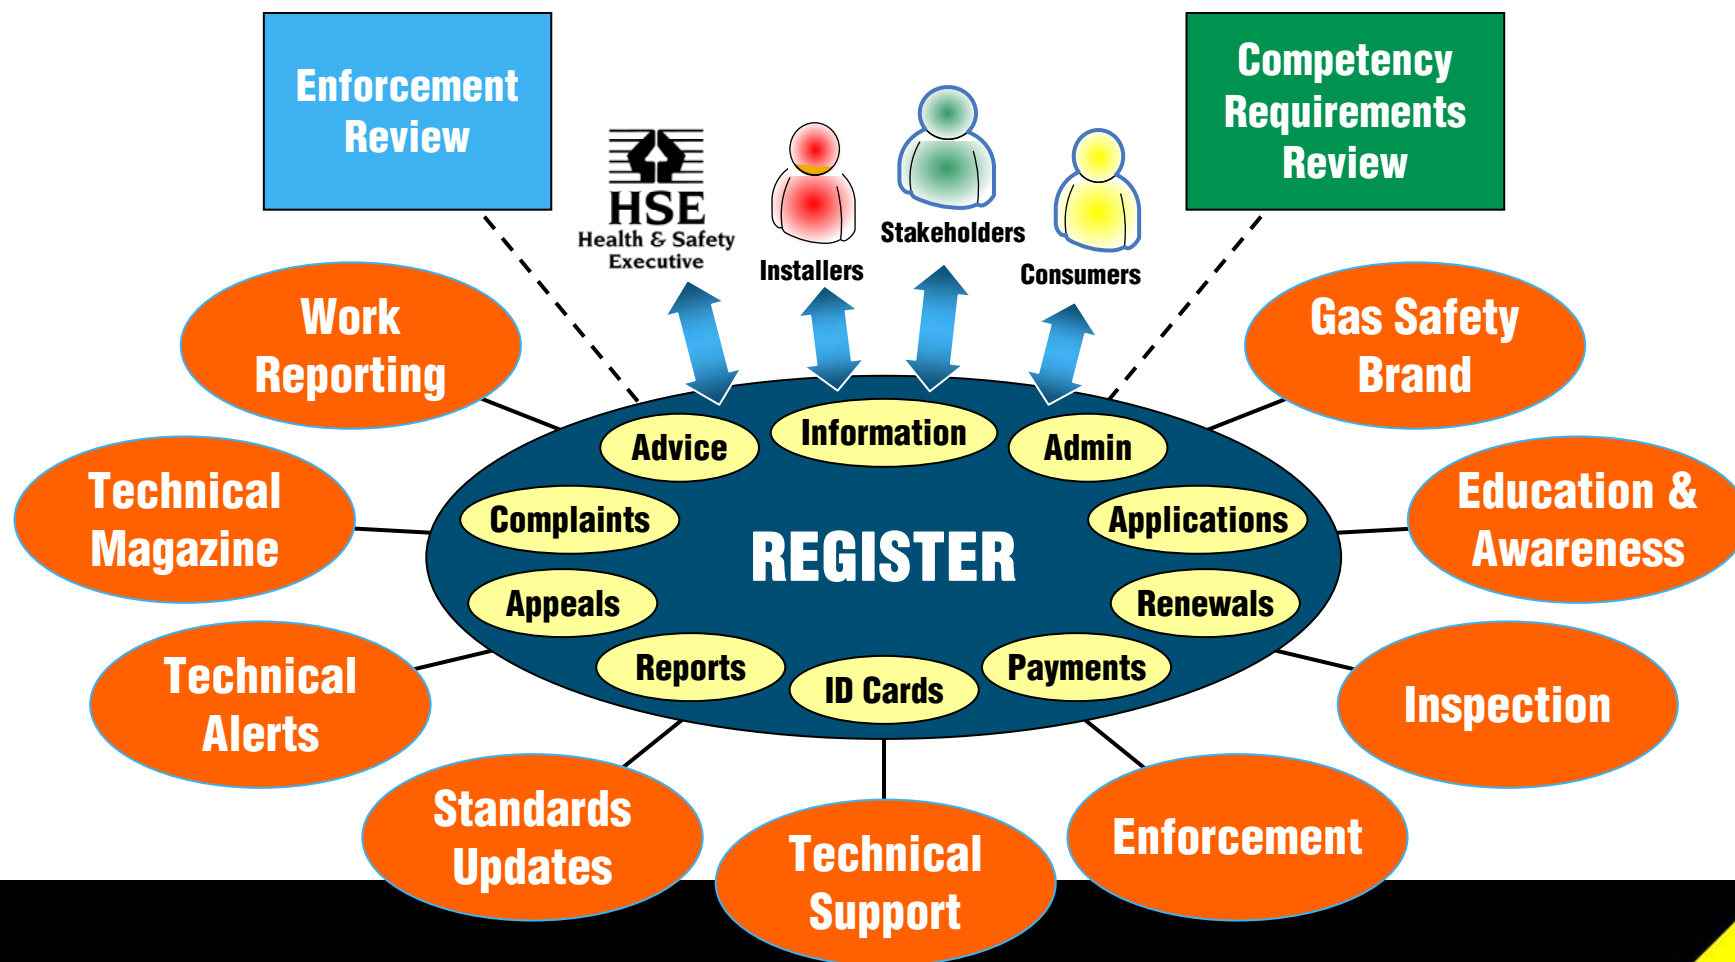 Enforcement
Review
Competency
Requirements
Review
HSE
Health & Safety
Executive
Installers
Stakeholders
Consumers
Work
Reporting
Gas Safety
Brand
Technical
Magazine
Education &
Awareness
Technical
Alerts
Inspection
Standards
Updates
Technical
Support
Enforcement
REGISTER
Advice
Information
Admin
Complaints
Applications
Appeals
Renewals
Reports
ID Cards
Payments